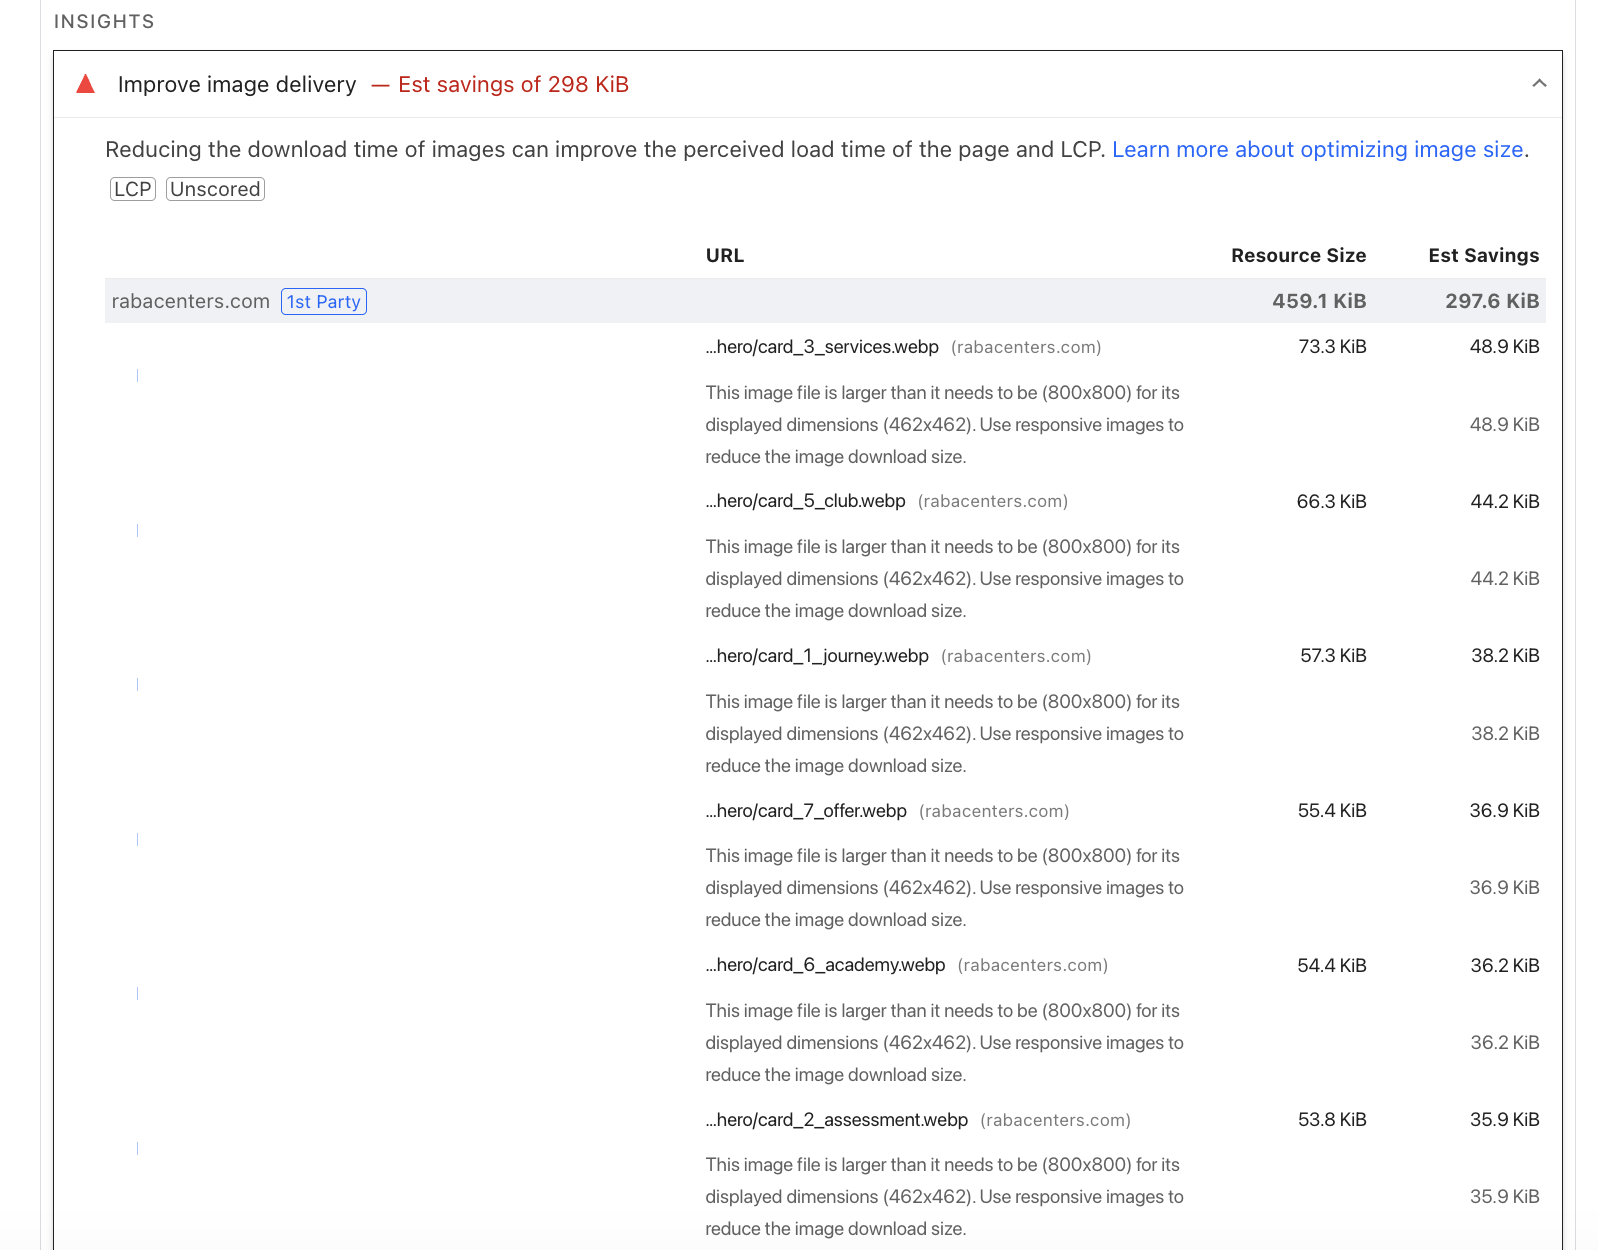 INSIGHTS
Improve image delivery — Est savings of 298 KiB
Reducing the download time of images can improve the perceived load time of the page and LCP. Learn more about optimizing image size.
LCP Unscored
URL Resource Size Est Savings
rabacenters.com 1st Party 459.1 KiB 297.6 KiB
...hero/card_3_services.webp (rabacenters.com) 73.3 KiB 48.9 KiB
This image file is larger than it needs to be (800x800) for its
displayed dimensions (462x462). Use responsive images to 48.9 KiB
reduce the image download size.
...hero/card_5_club.webp (rabacenters.com) 66.3 KiB 44.2 KiB
This image file is larger than it needs to be (800x800) for its
displayed dimensions (462x462). Use responsive images to 44.2 KiB
reduce the image download size.
...hero/card_1_journey.webp (rabacenters.com) 57.3 KiB 38.2 KiB
This image file is larger than it needs to be (800x800) for its
displayed dimensions (462x462). Use responsive images to 38.2 KiB
reduce the image download size.
...hero/card_7_offer.webp (rabacenters.com) 55.4 KiB 36.9 KiB
This image file is larger than it needs to be (800x800) for its
displayed dimensions (462x462). Use responsive images to 36.9 KiB
reduce the image download size.
...hero/card_6_academy.webp (rabacenters.com) 54.4 KiB 36.2 KiB
This image file is larger than it needs to be (800x800) for its
displayed dimensions (462x462). Use responsive images to 36.2 KiB
reduce the image download size.
...hero/card_2_assessment.webp (rabacenters.com) 53.8 KiB 35.9 KiB
This image file is larger than it needs to be (800x800) for its
displayed dimensions (462x462). Use responsive images to 35.9 KiB
reduce the image download size.